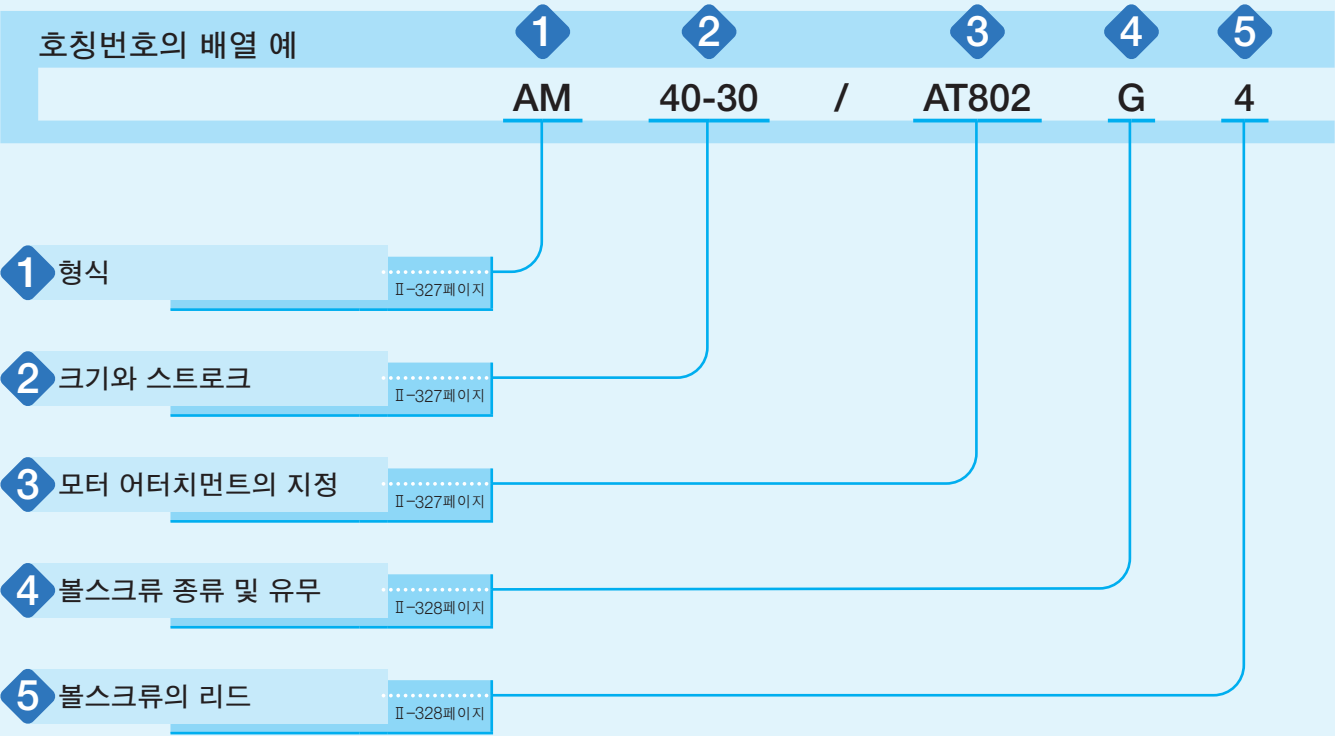 호칭번호의 배열 예
1 2 3 4 5
AM 40-30 / AT802 G 4
1 형식
Ⅱ-327페이지
2 크기와 스트로크
Ⅱ-327페이지
3 모터 어터치먼트의 지정
Ⅱ-327페이지
4 볼스크류 종류 및 유무
Ⅱ-328페이지
5 볼스크류의 리드
Ⅱ-328페이지